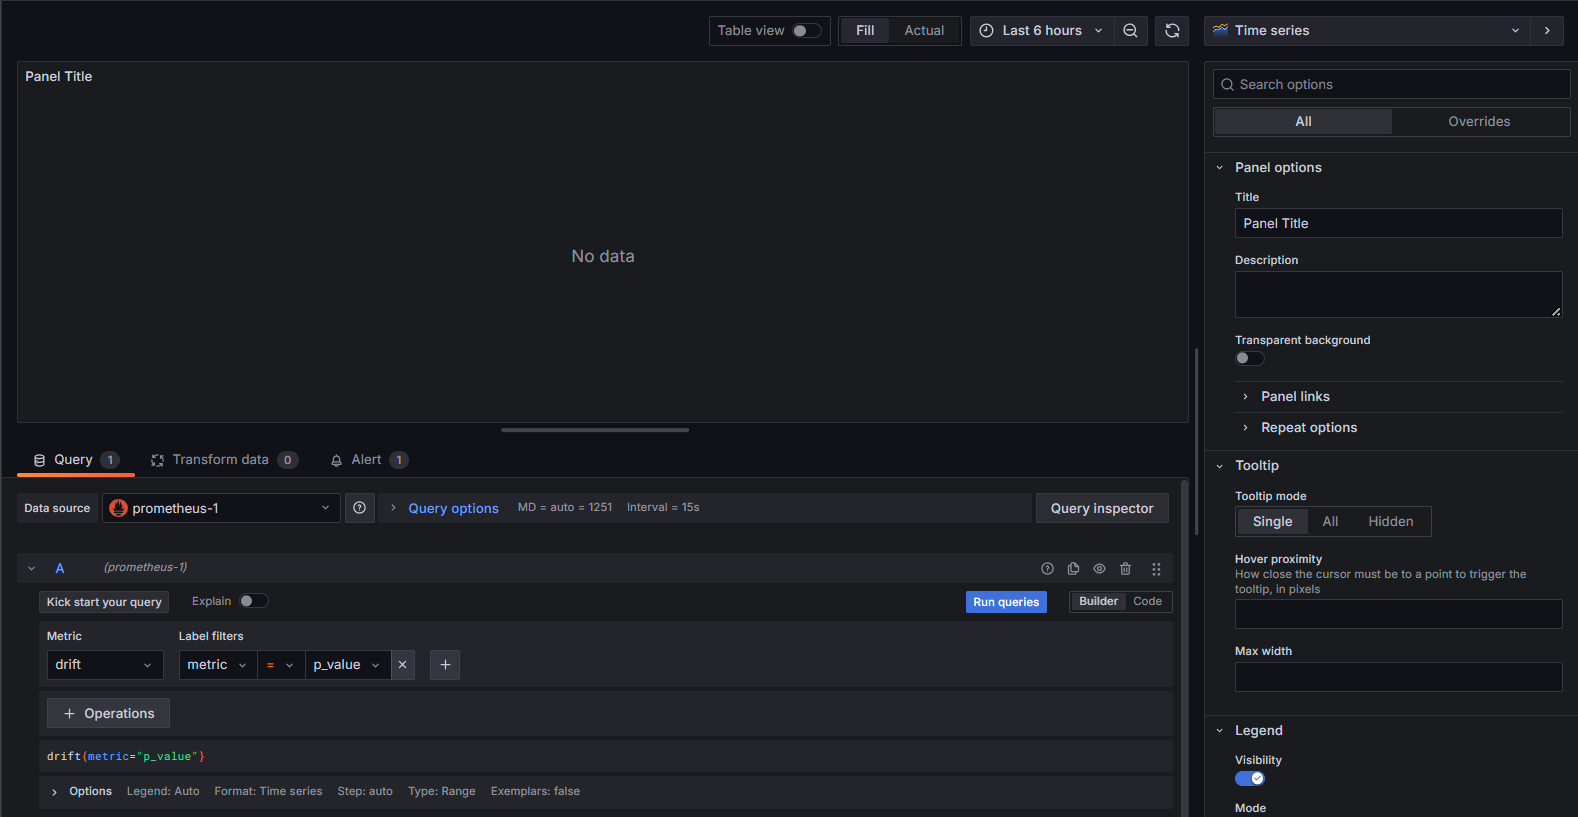 Table view Fill Actual Last 6 hours Time series
Panel Title
No data
Search options
All Overrides
Panel options
Title
Panel Title
Description
Transparent background
Panel links
Repeat options
Tooltip
Tooltip mode
Single All Hidden
Hover proximity
How close the cursor must be to a point to trigger the
tooltip, in pixels
Max width
Legend
Visibility
Mode
Query 1 Transform data 0 Alert 1
Data source prometheus-1 Query options MD = auto = 1251 Interval = 15s Query inspector
A (prometheus-1)
Kick start your query Explain Run queries Builder Code
Metric Label filters
drift metric = p_value
+ Operations
drift{metric="p_value"}
Options Legend: Auto Format: Time series Step: auto Type: Range Exemplars: false